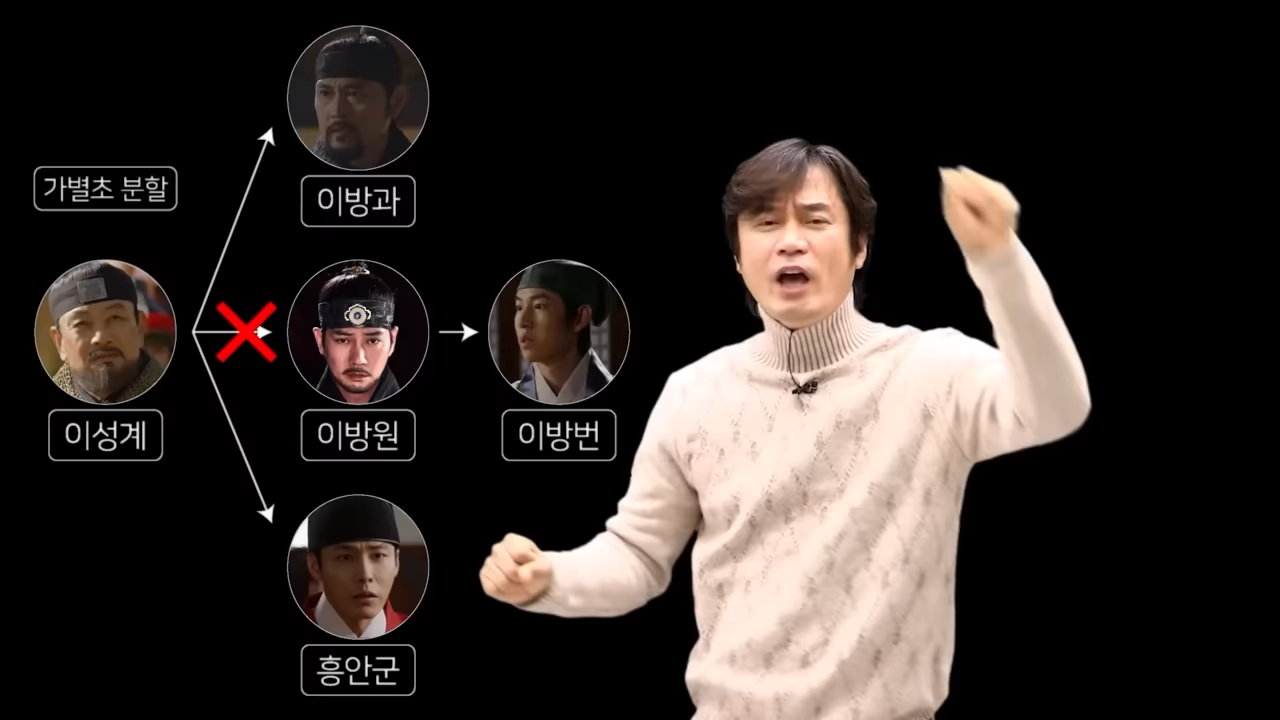 가별초 분할
이방과
이성계
이방원
이방번
흥안군